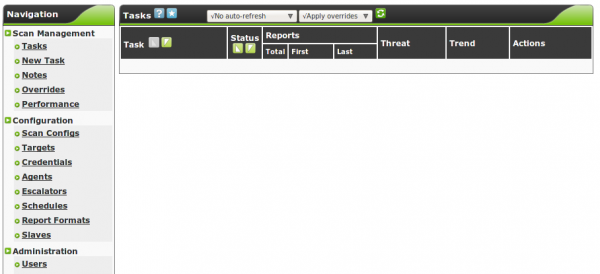 Navigation
Scan Management
Tasks
New Task
Notes
Overrides
Performance
Configuration
Scan Configs
Targets
Credentials
Agents
Escalators
Schedules
Report Formats
Slaves
Administration
Users
Tasks ? √No auto-refresh √Apply overrides
Task Status Reports Threat Trend Actions
Total First Last